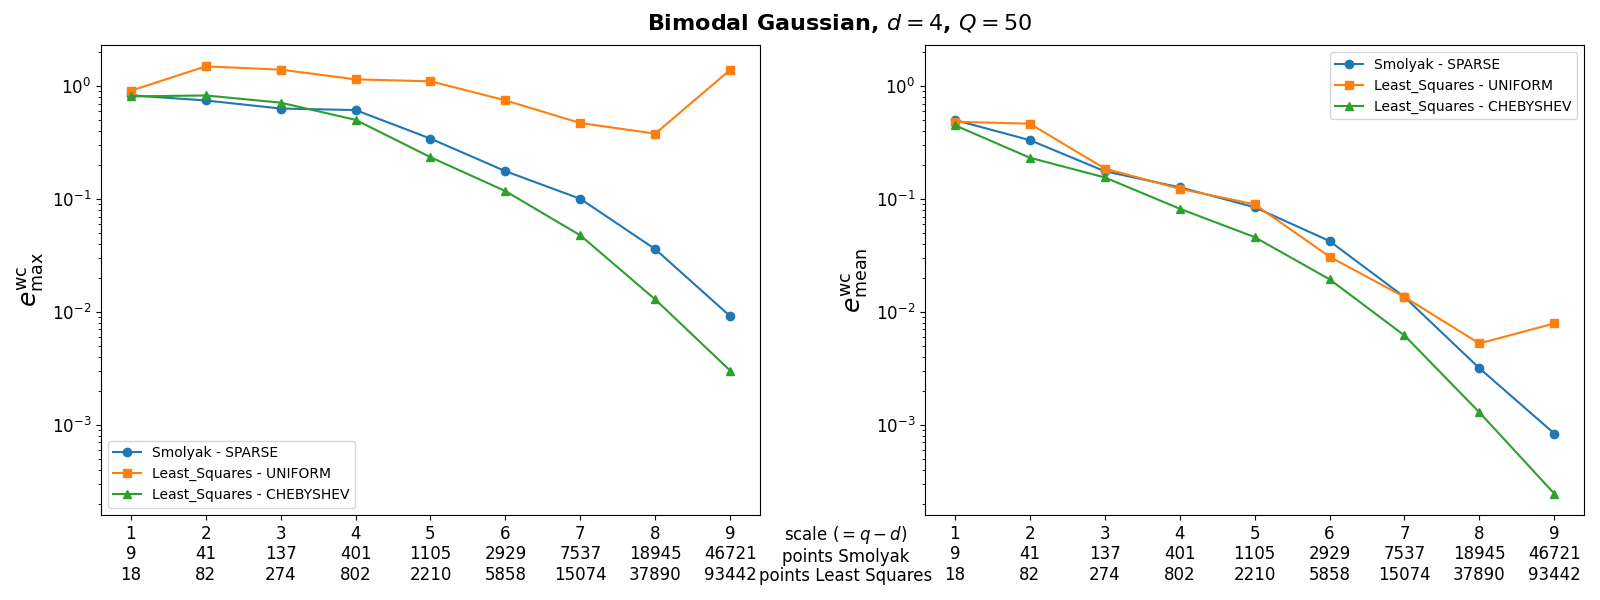 Bimodal Gaussian, d = 4, Q = 50
10^0
10^-1
10^-2
10^-3
e^wc_max
Smolyak - SPARSE
Least_Squares - UNIFORM
Least_Squares - CHEBYSHEV
1 2 3 4 5 6 7 8 9
9 41 137 401 1105 2929 7537 18945 46721
18 82 274 802 2210 5858 15074 37890 93442
scale (= q − d)
points Smolyak
points Least Squares
10^0
10^-1
10^-2
10^-3
e^wc_mean
Smolyak - SPARSE
Least_Squares - UNIFORM
Least_Squares - CHEBYSHEV
1 2 3 4 5 6 7 8 9
9 41 137 401 1105 2929 7537 18945 46721
18 82 274 802 2210 5858 15074 37890 93442